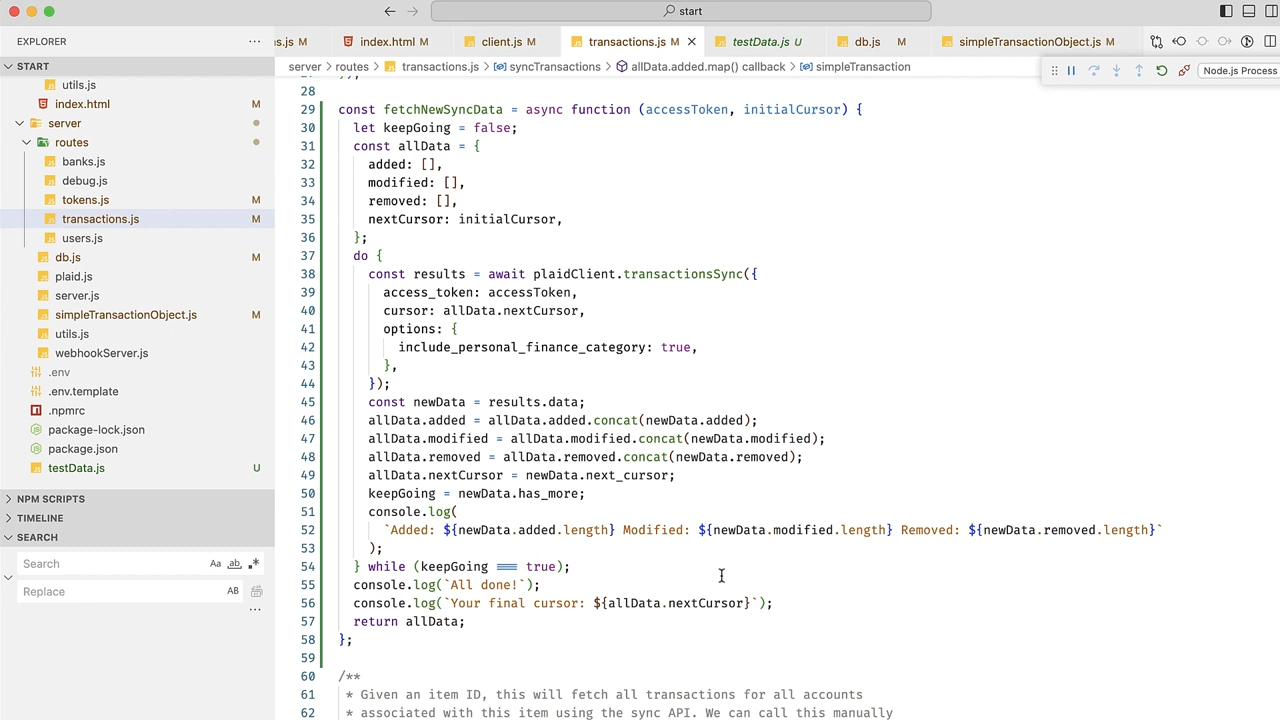 start
EXPLORER ···
START
utils.js
index.html M
server
routes
banks.js
debug.js
tokens.js M
transactions.js M
users.js
db.js M
plaid.js
server.js
simpleTransactionObject.js M
utils.js
webhookServer.js
.env
.env.template
.npmrc
package-lock.json
package.json
testData.js U
NPM SCRIPTS
TIMELINE
SEARCH
Search Aa ab .*
Replace AB
···
ns.js M index.html M client.js M transactions.js M testData.js U db.js M simpleTransactionObject.js M
server > routes > transactions.js > syncTransactions > allData.added.map() callback > simpleTransaction
Node.js Process
28
29 const fetchNewSyncData = async function (accessToken, initialCursor) {
30 let keepGoing = false;
31 const allData = {
32 added: [],
33 modified: [],
34 removed: [],
35 nextCursor: initialCursor,
36 };
37 do {
38 const results = await plaidClient.transactionsSync({
39 access_token: accessToken,
40 cursor: allData.nextCursor,
41 options: {
42 include_personal_finance_category: true,
43 },
44 });
45 const newData = results.data;
46 allData.added = allData.added.concat(newData.added);
47 allData.modified = allData.modified.concat(newData.modified);
48 allData.removed = allData.removed.concat(newData.removed);
49 allData.nextCursor = newData.next_cursor;
50 keepGoing = newData.has_more;
51 console.log(
52 `Added: ${newData.added.length} Modified: ${newData.modified.length} Removed: ${newData.removed.length}`
53 );
54 } while (keepGoing === true);
55 console.log(`All done!`);
56 console.log(`Your final cursor: ${allData.nextCursor}`);
57 return allData;
58 };
59
60 /**
61 * Given an item ID, this will fetch all transactions for all accounts
62 * associated with this item using the sync API. We can call this manually